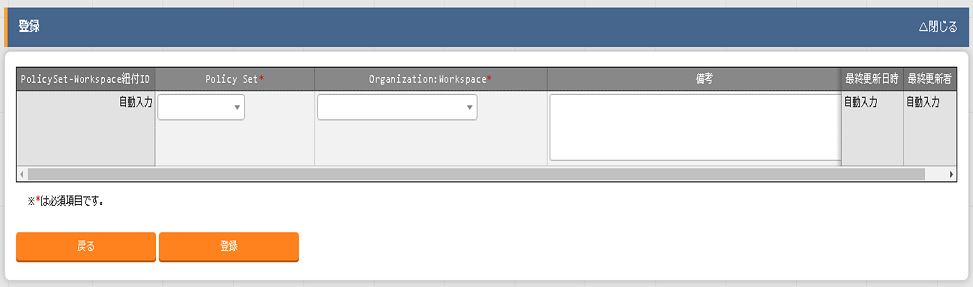 登録 △閉じる
PolicySet-Workspace紐付ID Policy Set* Organization:Workspace* 備考 最終更新日時 最終更新者
自動入力 自動入力 自動入力
※*は必須項目です。
戻る 登録